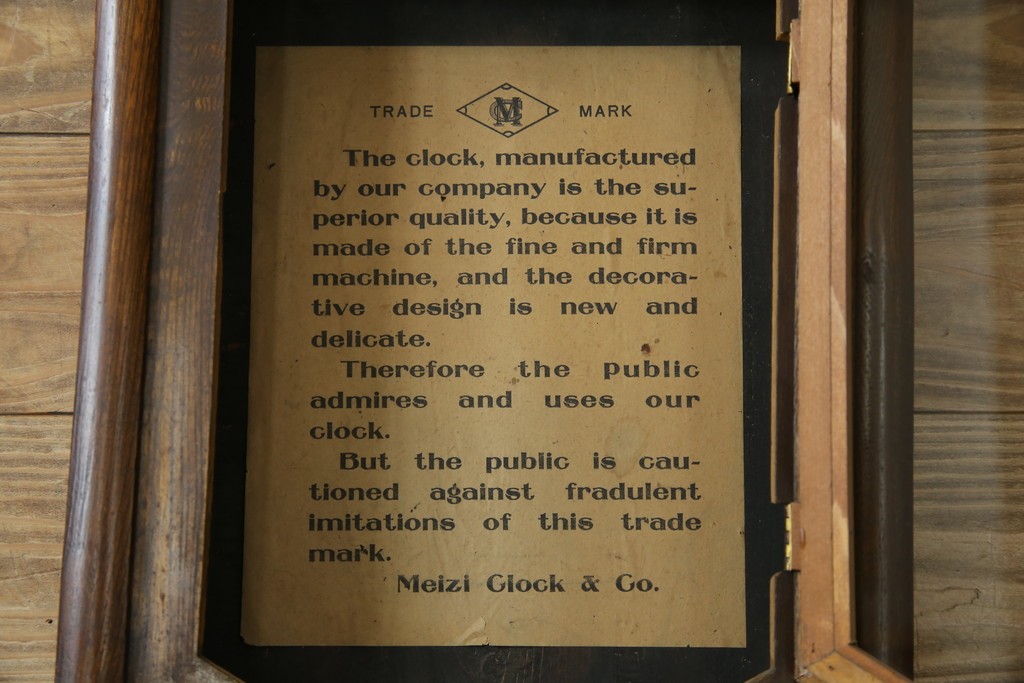 TRADE MC MARK
The clock, manufactured
by our company is the su-
perior quality, because it is
made of the fine and firm
machine, and the decora-
tive design is new and
delicate.
Therefore the public
admires and uses our
clock.
But the public is cau-
tioned against fradulent
imitations of this trade
mark.
Meizi Clock & Co.